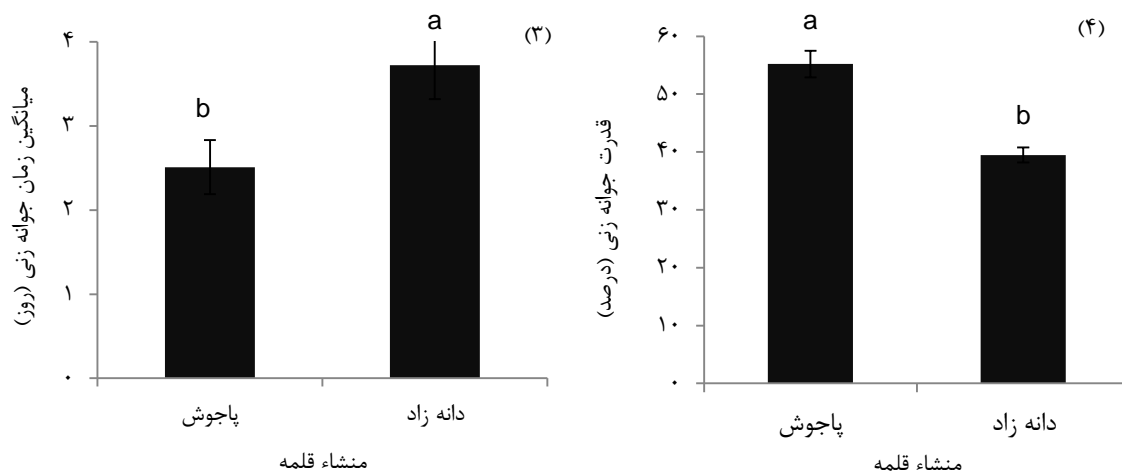 (۳)
میانگین زمان جوانه زنی (روز)
۴
۳
۲
۱
۰
b
a
پاجوش
دانه زاد
منشاء قلمه
(۴)
قدرت جوانه زنی (درصد)
۶۰
۵۰
۴۰
۳۰
۲۰
۱۰
۰
a
b
پاجوش
دانه زاد
منشاء قلمه